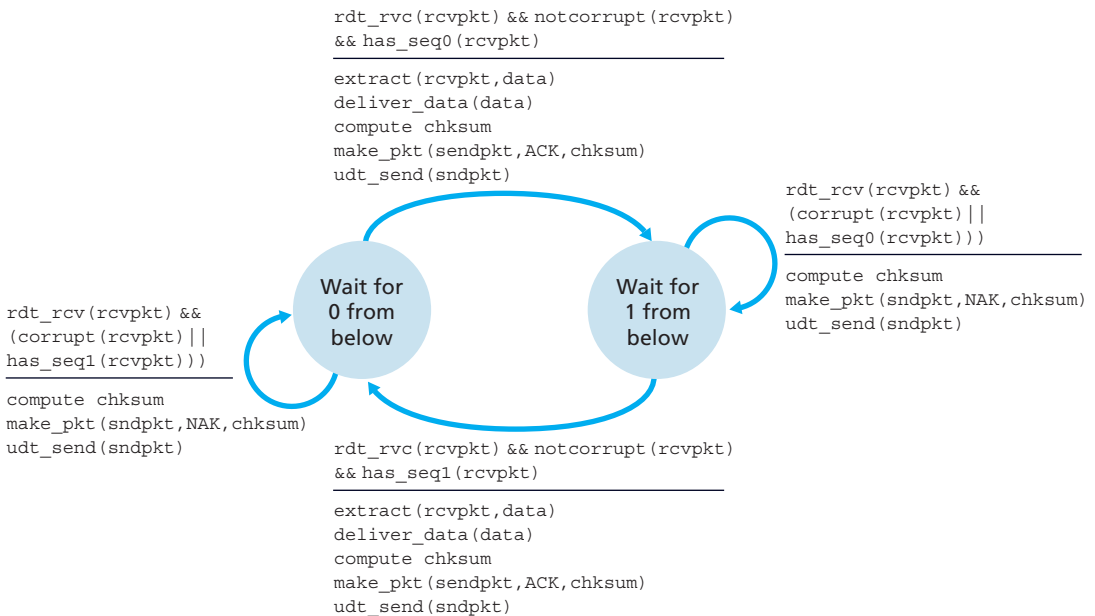 rdt_rvc(rcvpkt) && notcorrupt(rcvpkt)
&& has_seq0(rcvpkt)
extract(rcvpkt,data)
deliver_data(data)
compute chksum
make_pkt(sendpkt,ACK,chksum)
udt_send(sndpkt)
rdt_rcv(rcvpkt) &&
(corrupt(rcvpkt)||
has_seq0(rcvpkt)))
compute chksum
make_pkt(sndpkt,NAK,chksum)
udt_send(sndpkt)
Wait for
0 from
below
Wait for
1 from
below
rdt_rcv(rcvpkt) &&
(corrupt(rcvpkt)||
has_seq1(rcvpkt)))
compute chksum
make_pkt(sndpkt,NAK,chksum)
udt_send(sndpkt)
rdt_rvc(rcvpkt) && notcorrupt(rcvpkt)
&& has_seq1(rcvpkt)
extract(rcvpkt,data)
deliver_data(data)
compute chksum
make_pkt(sendpkt,ACK,chksum)
udt_send(sndpkt)